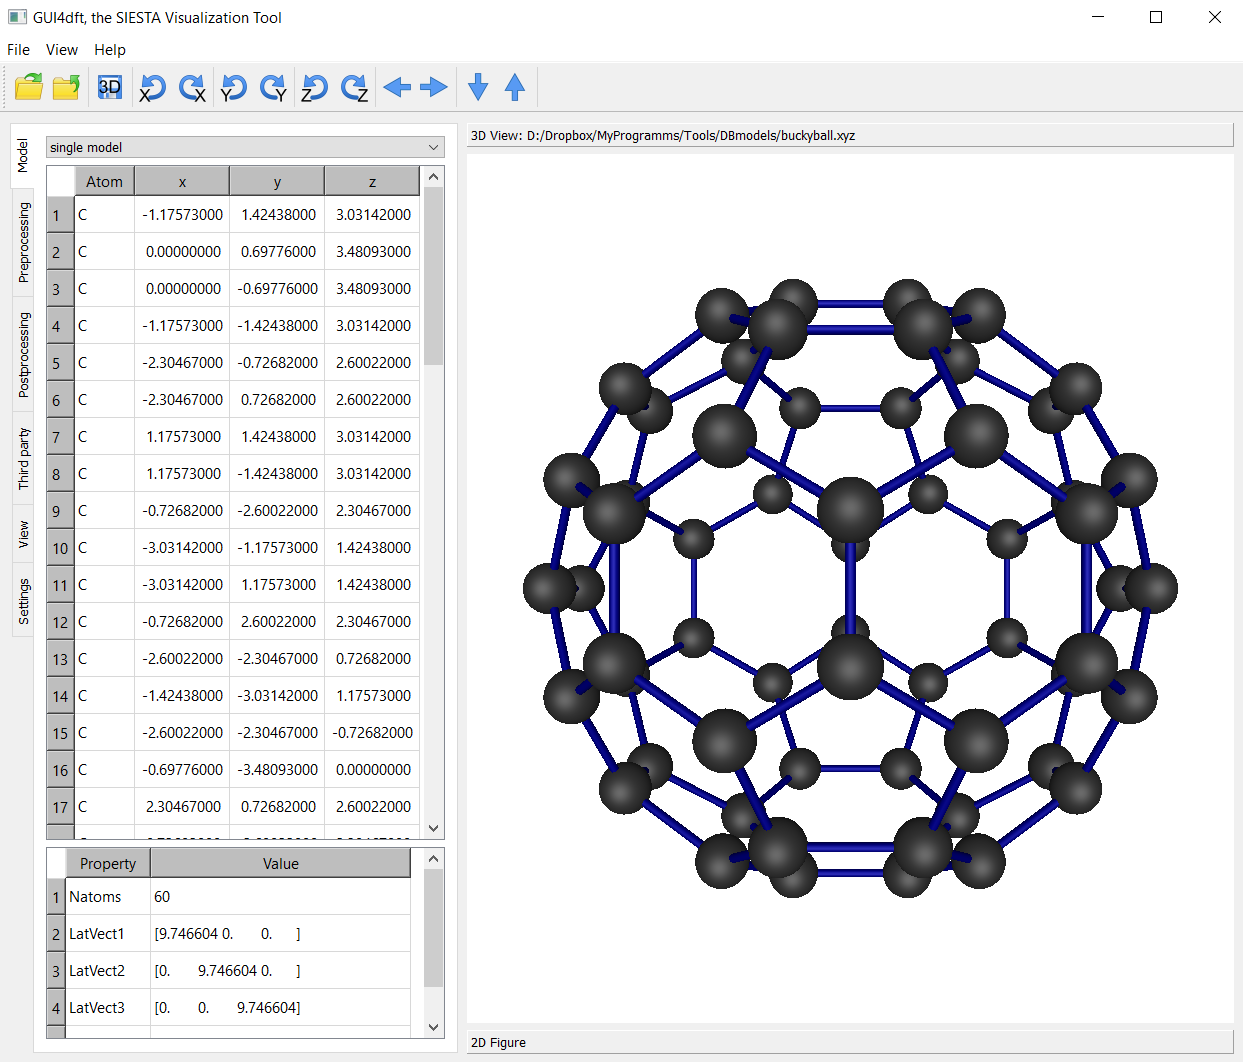 GUI4dft, the SIESTA Visualization Tool
File View Help
3D X X Y Y Z Z
Model
Preprocessing
Postprocessing
Third party
View
Settings
single model
Atom x y z
1 C -1.17573000 1.42438000 3.03142000
2 C 0.00000000 0.69776000 3.48093000
3 C 0.00000000 -0.69776000 3.48093000
4 C -1.17573000 -1.42438000 3.03142000
5 C -2.30467000 -0.72682000 2.60022000
6 C -2.30467000 0.72682000 2.60022000
7 C 1.17573000 1.42438000 3.03142000
8 C 1.17573000 -1.42438000 3.03142000
9 C -0.72682000 -2.60022000 2.30467000
10 C -3.03142000 -1.17573000 1.42438000
11 C -3.03142000 1.17573000 1.42438000
12 C -0.72682000 2.60022000 2.30467000
13 C -2.60022000 -2.30467000 0.72682000
14 C -1.42438000 -3.03142000 1.17573000
15 C -2.60022000 -2.30467000 -0.72682000
16 C -0.69776000 -3.48093000 0.00000000
17 C 2.30467000 0.72682000 2.60022000
Property Value
1 Natoms 60
2 LatVect1 [9.746604 0. 0. ]
3 LatVect2 [0. 9.746604 0. ]
4 LatVect3 [0. 0. 9.746604]
3D View: D:/Dropbox/MyProgramms/Tools/DBmodels/buckyball.xyz
2D Figure